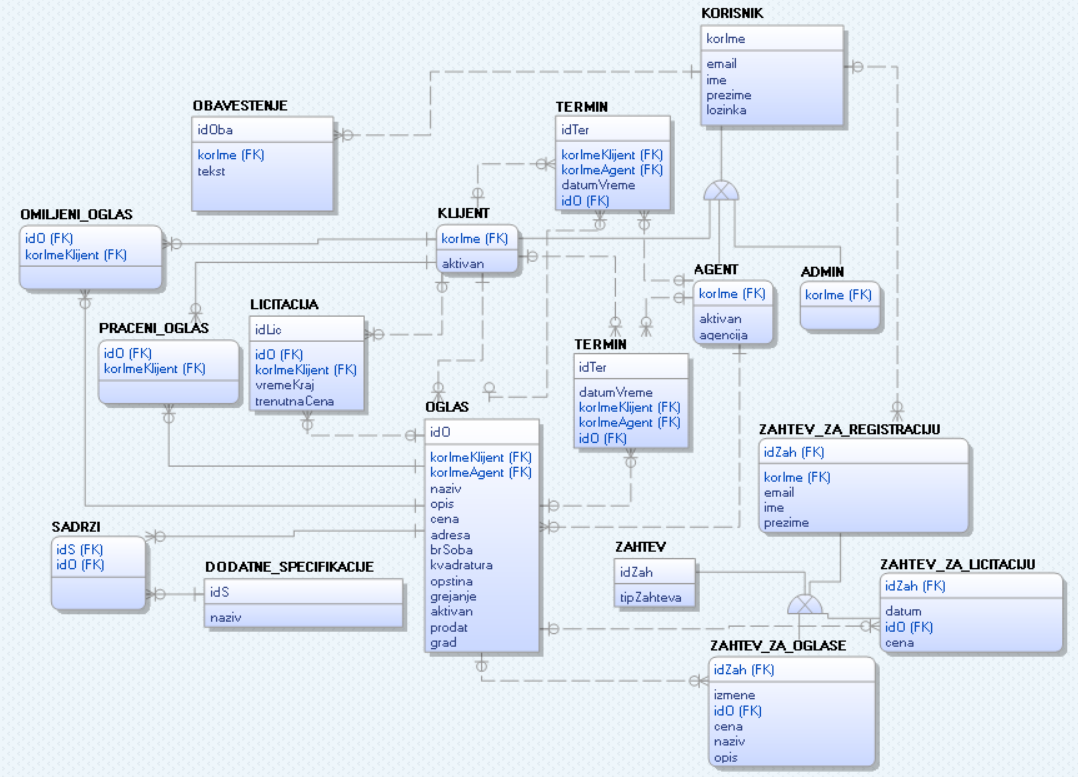 KORISNIK
korIme
email
ime
prezime
lozinka
OBAVESTENJE
idOba
korIme (FK)
tekst
TERMIN
idTer
korImeKlijent (FK)
korImeAgent (FK)
datumVreme
idO (FK)
OMILJENI_OGLAS
idO (FK)
korImeKlijent (FK)
KLIJENT
korIme (FK)
aktivan
AGENT
korIme (FK)
aktivan
agencija
ADMIN
korIme (FK)
LICITACIJA
idLic
idO (FK)
korImeKlijent (FK)
vremeKraj
trenutnaCena
PRACENI_OGLAS
idO (FK)
korImeKlijent (FK)
TERMIN
idTer
datumVreme
korImeKlijent (FK)
korImeAgent (FK)
idO (FK)
OGLAS
idO
korImeKlijent (FK)
korImeAgent (FK)
naziv
opis
cena
adresa
brSoba
kvadratura
opstina
grejanje
aktivan
prodat
grad
ZAHTEV_ZA_REGISTRACIJU
idZah (FK)
korIme (FK)
email
ime
prezime
SADRZI
idS (FK)
idO (FK)
DODATNE_SPECIFIKACIJE
idS
naziv
ZAHTEV
idZah
tipZahteva
ZAHTEV_ZA_LICITACIJU
idZah (FK)
datum
idO (FK)
cena
ZAHTEV_ZA_OGLASE
idZah (FK)
izmene
idO (FK)
cena
naziv
opis